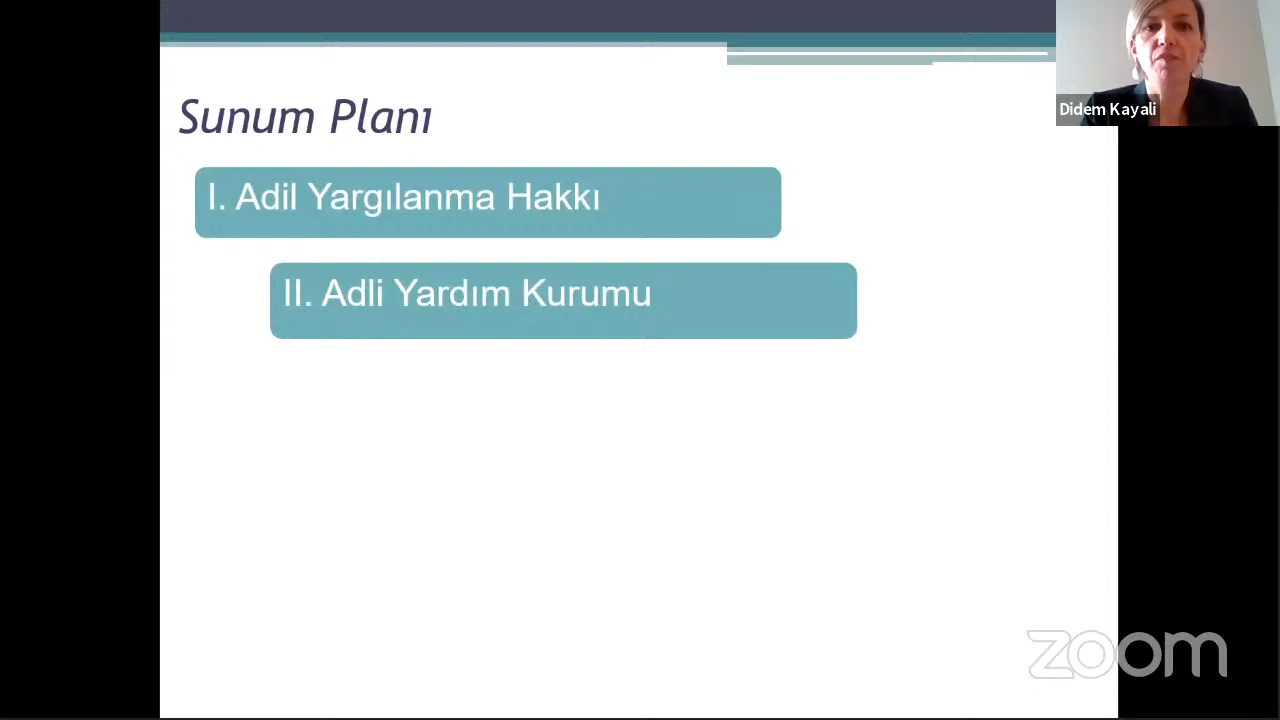 Sunum Planı
I. Adil Yargılanma Hakkı
II. Adli Yardım Kurumu
Didem Kayali
zoom